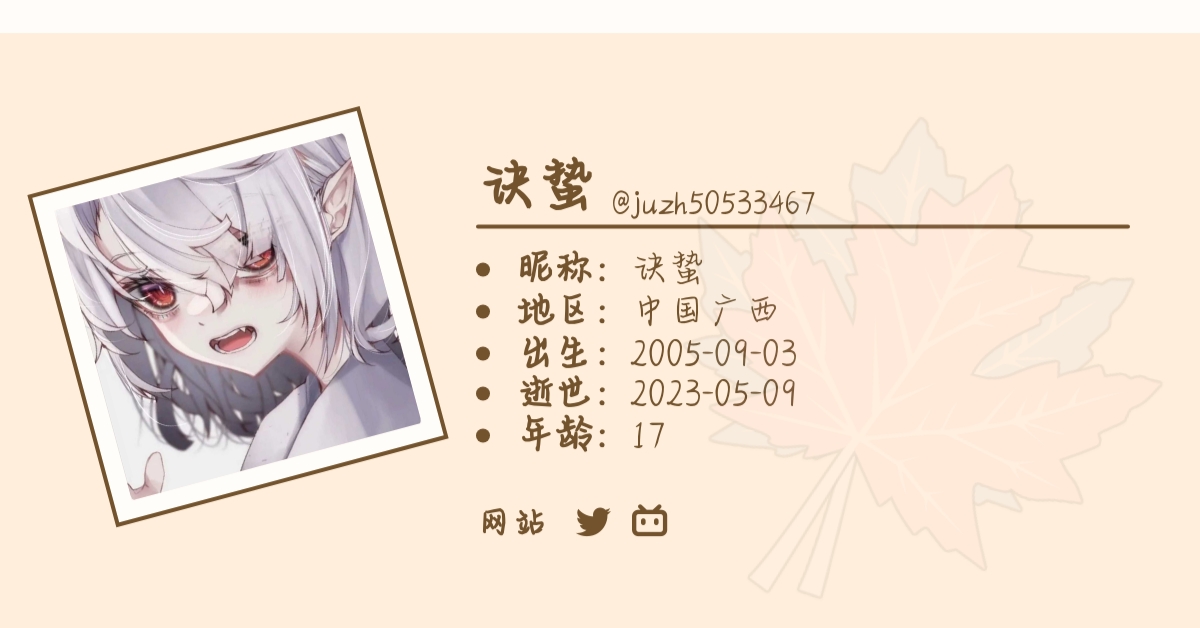 诀蛰 @juzh50533467
昵称： 诀蛰
地区： 中国广西
出生： 2005-09-03
逝世： 2023-05-09
年龄： 17
网站